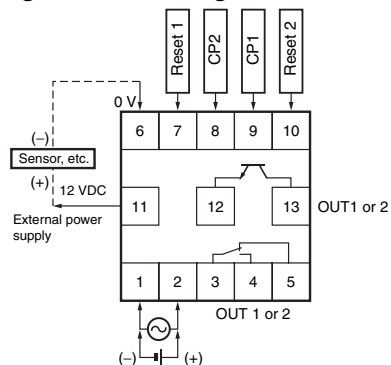 Reset 1
CP2
CP1
Reset 2
0 V
6
7
8
9
10
(−)
Sensor, etc.
(+)
12 VDC
External power
supply
11
12
13
OUT1 or 2
1
2
3
4
5
OUT 1 or 2
(−)
(+)